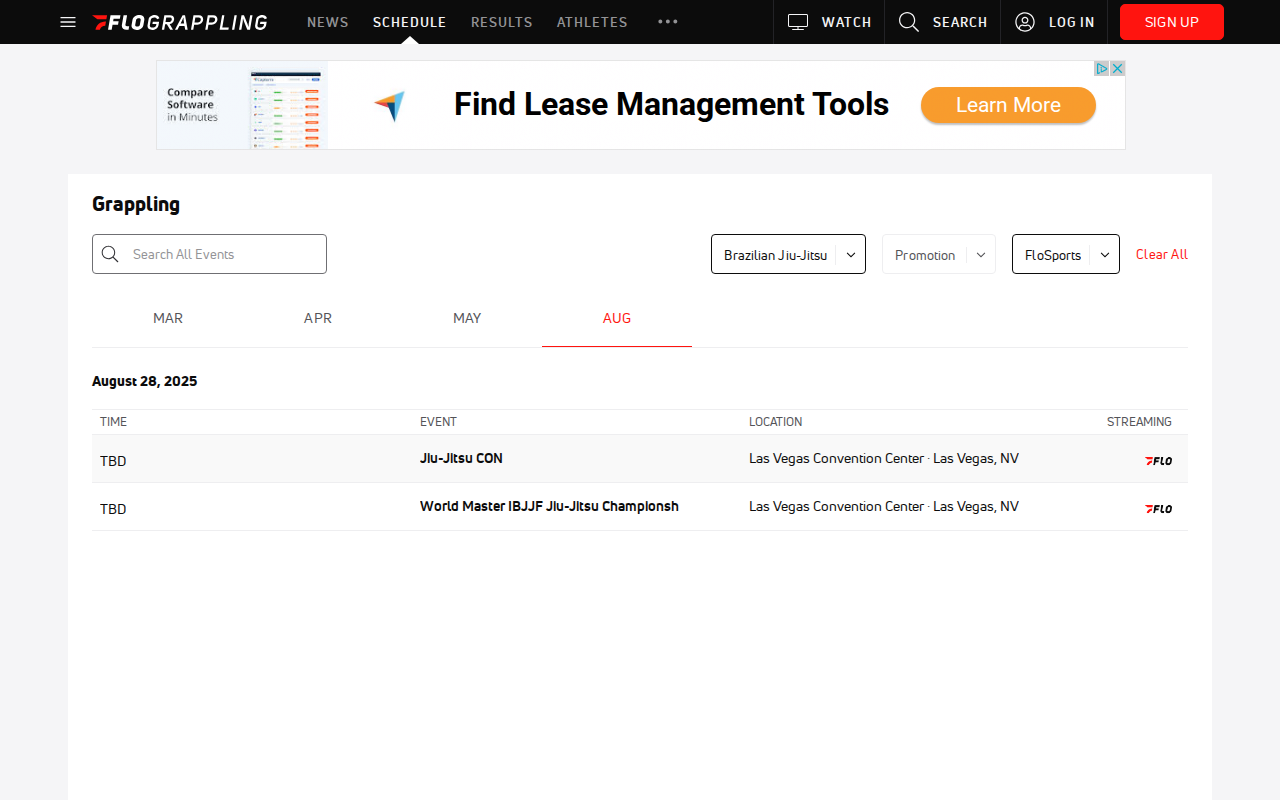 FLOGRAPPLING
NEWS
SCHEDULE
RESULTS
ATHLETES
WATCH
SEARCH
LOG IN
SIGN UP
Compare
Software
in Minutes
Find Lease Management Tools
Learn More
Grappling
Search All Events
Brazilian Jiu-Jitsu
Promotion
FloSports
Clear All
MAR
APR
MAY
AUG
August 28, 2025
TIME
EVENT
LOCATION
STREAMING
TBD
Jiu-Jitsu CON
Las Vegas Convention Center · Las Vegas, NV
FLO
TBD
World Master IBJJF Jiu-Jitsu Championsh
Las Vegas Convention Center · Las Vegas, NV
FLO